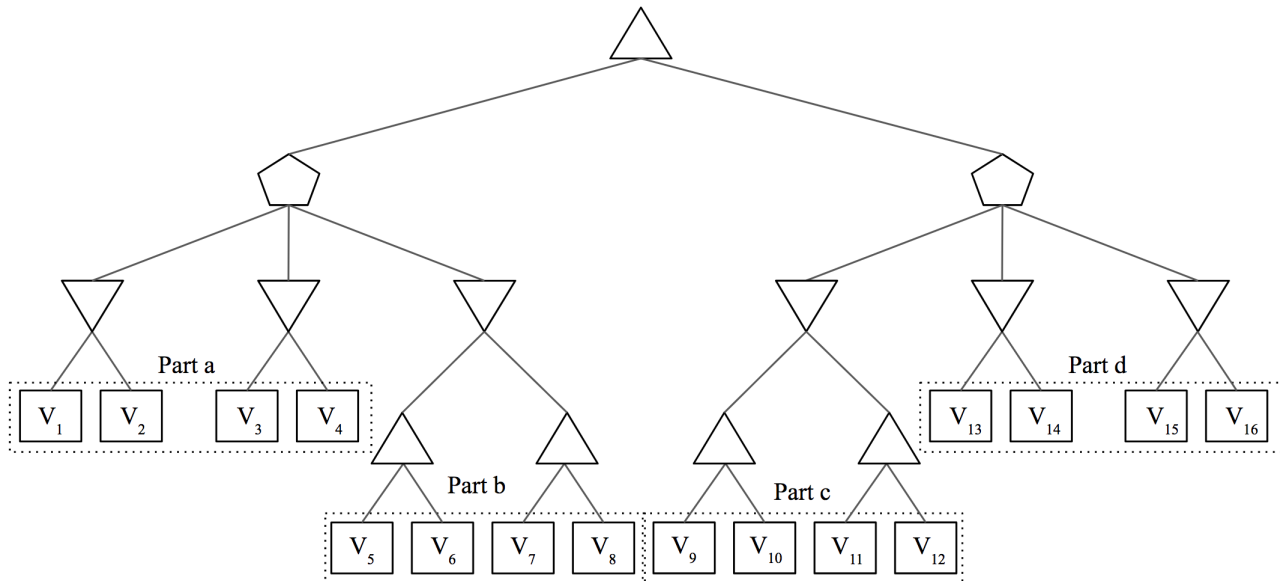 Part a
Part d
V1 V2 V3 V4
V13 V14 V15 V16
Part b
Part c
V5 V6 V7 V8
V9 V10 V11 V12